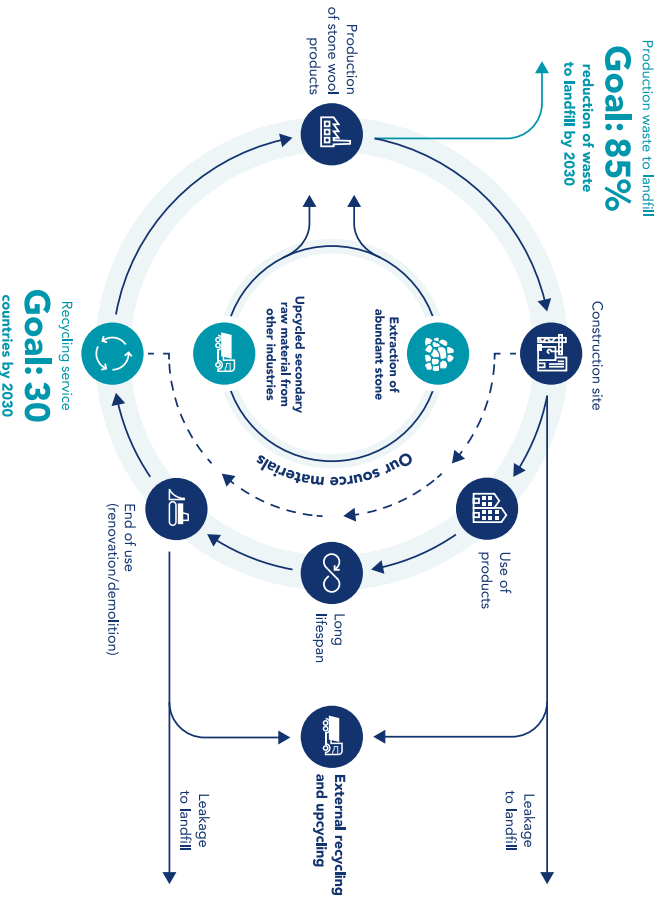 Production waste to landfill
Goal: 85%
reduction of waste
to landfill by 2030
Production
of stone wool
products
Construction site
Extraction of
abundant stone
Upcycled secondary
raw material from
other industries
Our source materials
Recycling service
Goal: 30
countries by 2030
Use of
products
Long
lifespan
End of use
(renovation/demolition)
External recycling
and upcycling
Leakage
to landfill
Leakage
to landfill